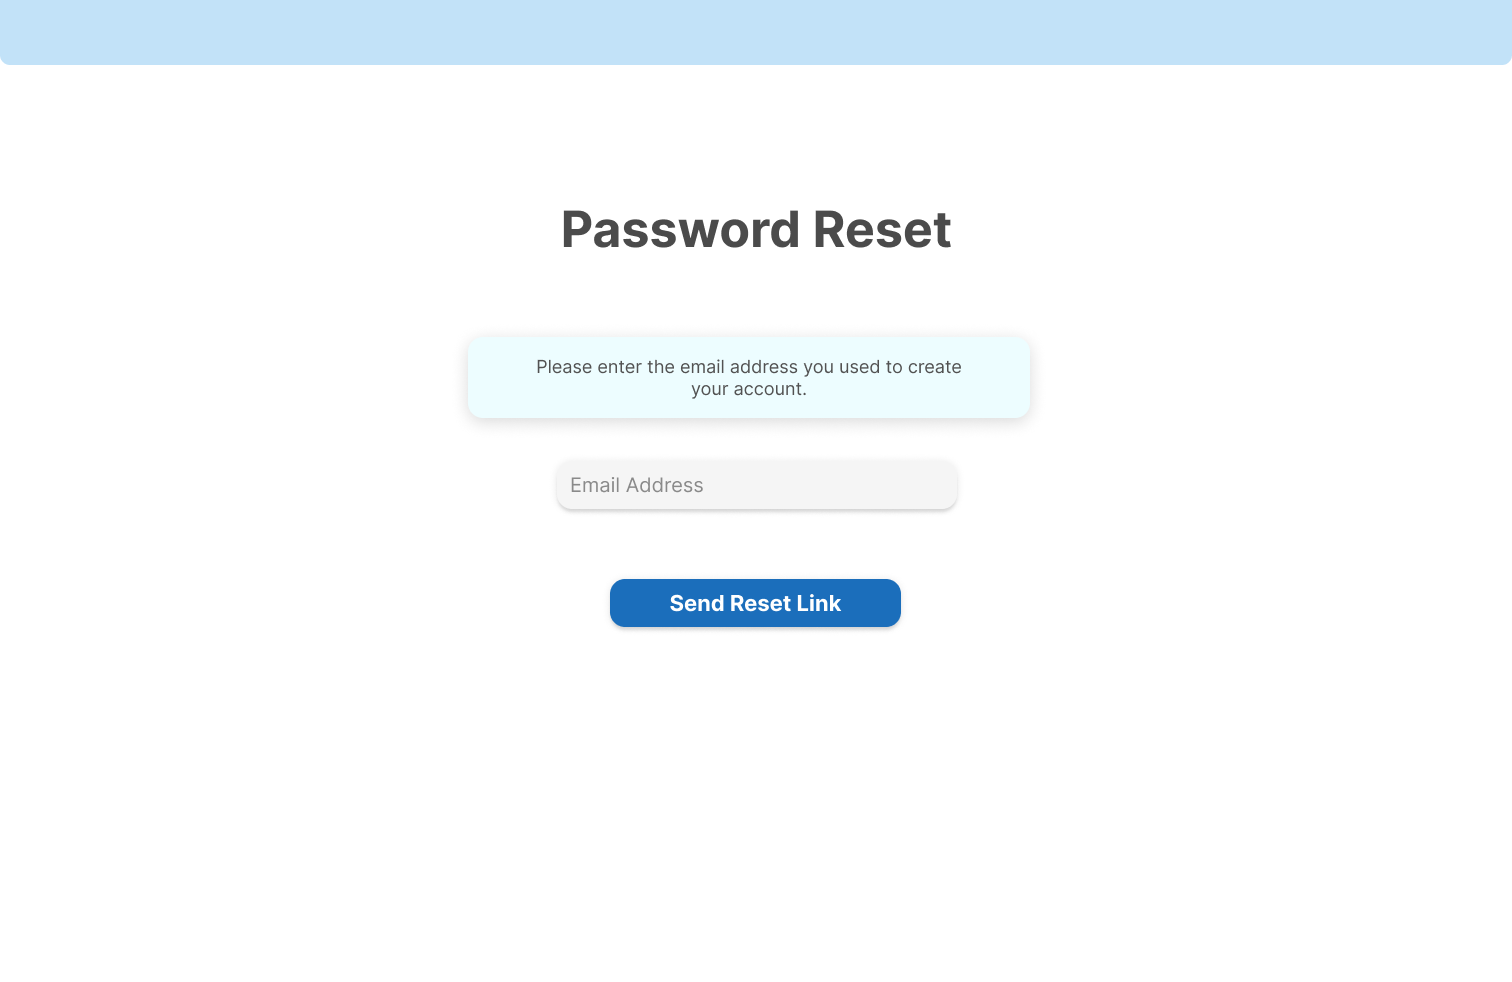 Password Reset
Please enter the email address you used to create
your account.
Email Address
Send Reset Link